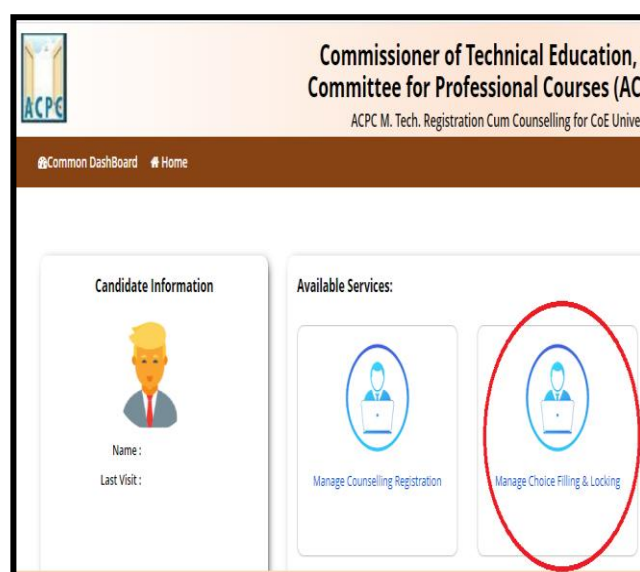 ACPC
Commissioner of Technical Education,
Committee for Professional Courses (AC
ACPC M. Tech. Registration Cum Counselling for CoE Unive
Common DashBoard Home
Candidate Information
Name :
Last Visit :
Available Services:
Manage Counselling Registration
Manage Choice Filling & Locking